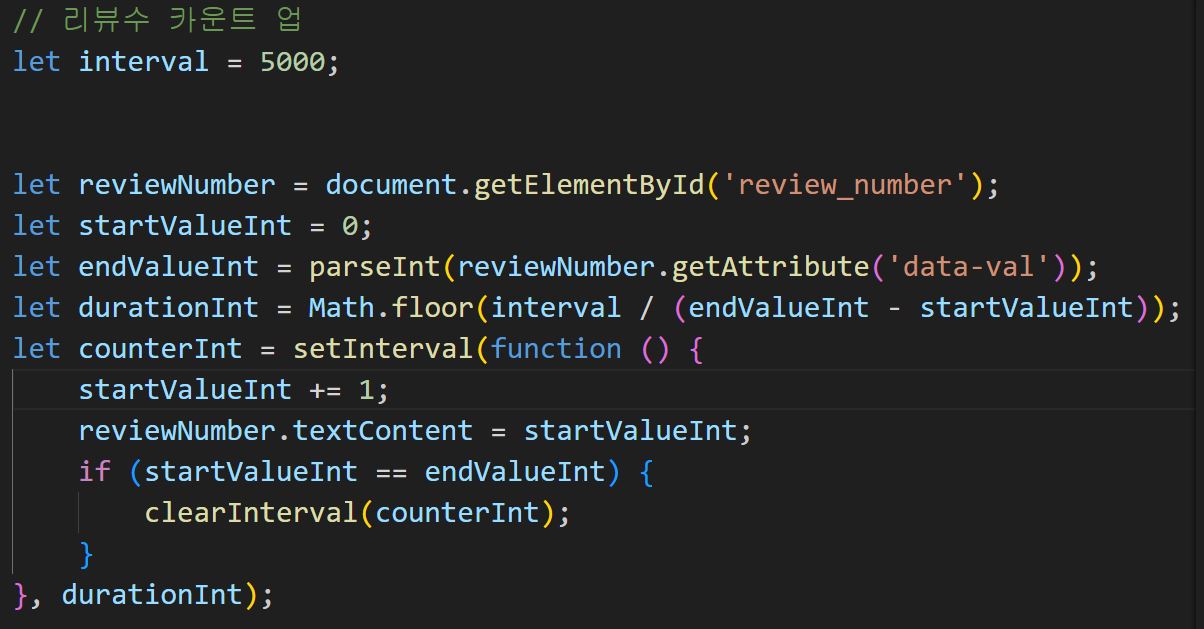 // 리뷰수 카운트 업
let interval = 5000;
let reviewNumber = document.getElementById('review_number');
let startValueInt = 0;
let endValueInt = parseInt(reviewNumber.getAttribute('data-val'));
let durationInt = Math.floor(interval / (endValueInt - startValueInt));
let counterInt = setInterval(function () {
    startValueInt += 1;
    reviewNumber.textContent = startValueInt;
    if (startValueInt == endValueInt) {
        clearInterval(counterInt);
    }
}, durationInt);